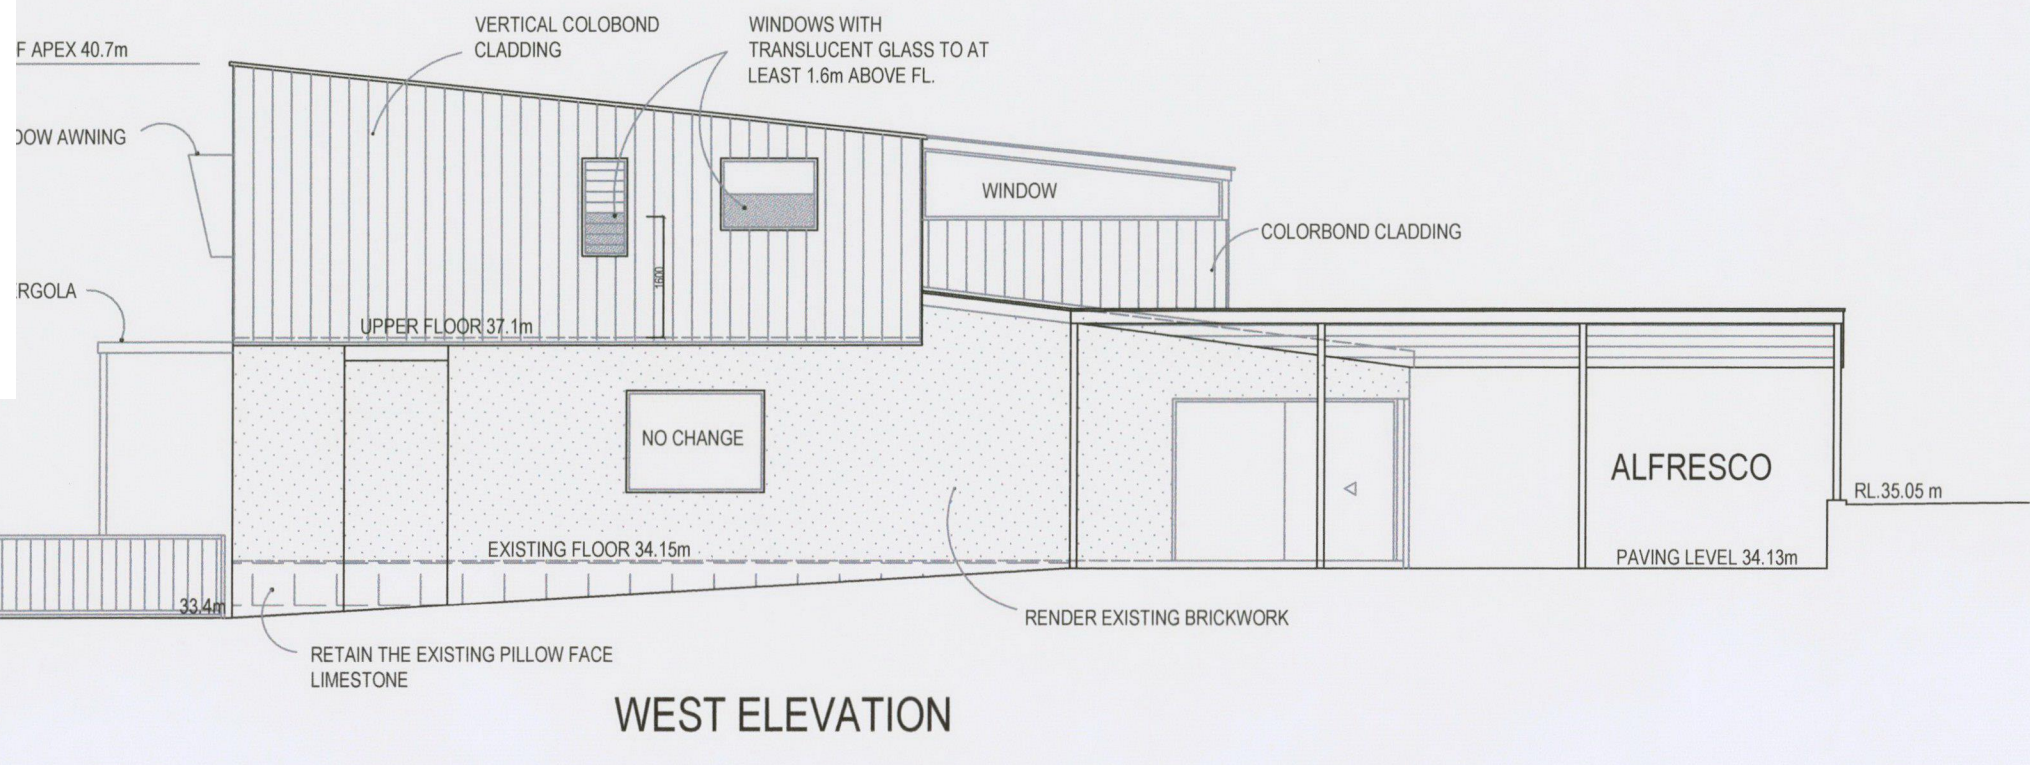 VERTICAL COLOBOND
CLADDING
WINDOWS WITH
TRANSLUCENT GLASS TO AT
LEAST 1.6m ABOVE FL.
F APEX 40.7m
OW AWNING
WINDOW
COLORBOND CLADDING
1600
RGOLA
UPPER FLOOR 37.1m
NO CHANGE
ALFRESCO
RL.35.05 m
EXISTING FLOOR 34.15m
PAVING LEVEL 34.13m
33.4m
RENDER EXISTING BRICKWORK
RETAIN THE EXISTING PILLOW FACE
LIMESTONE
WEST ELEVATION